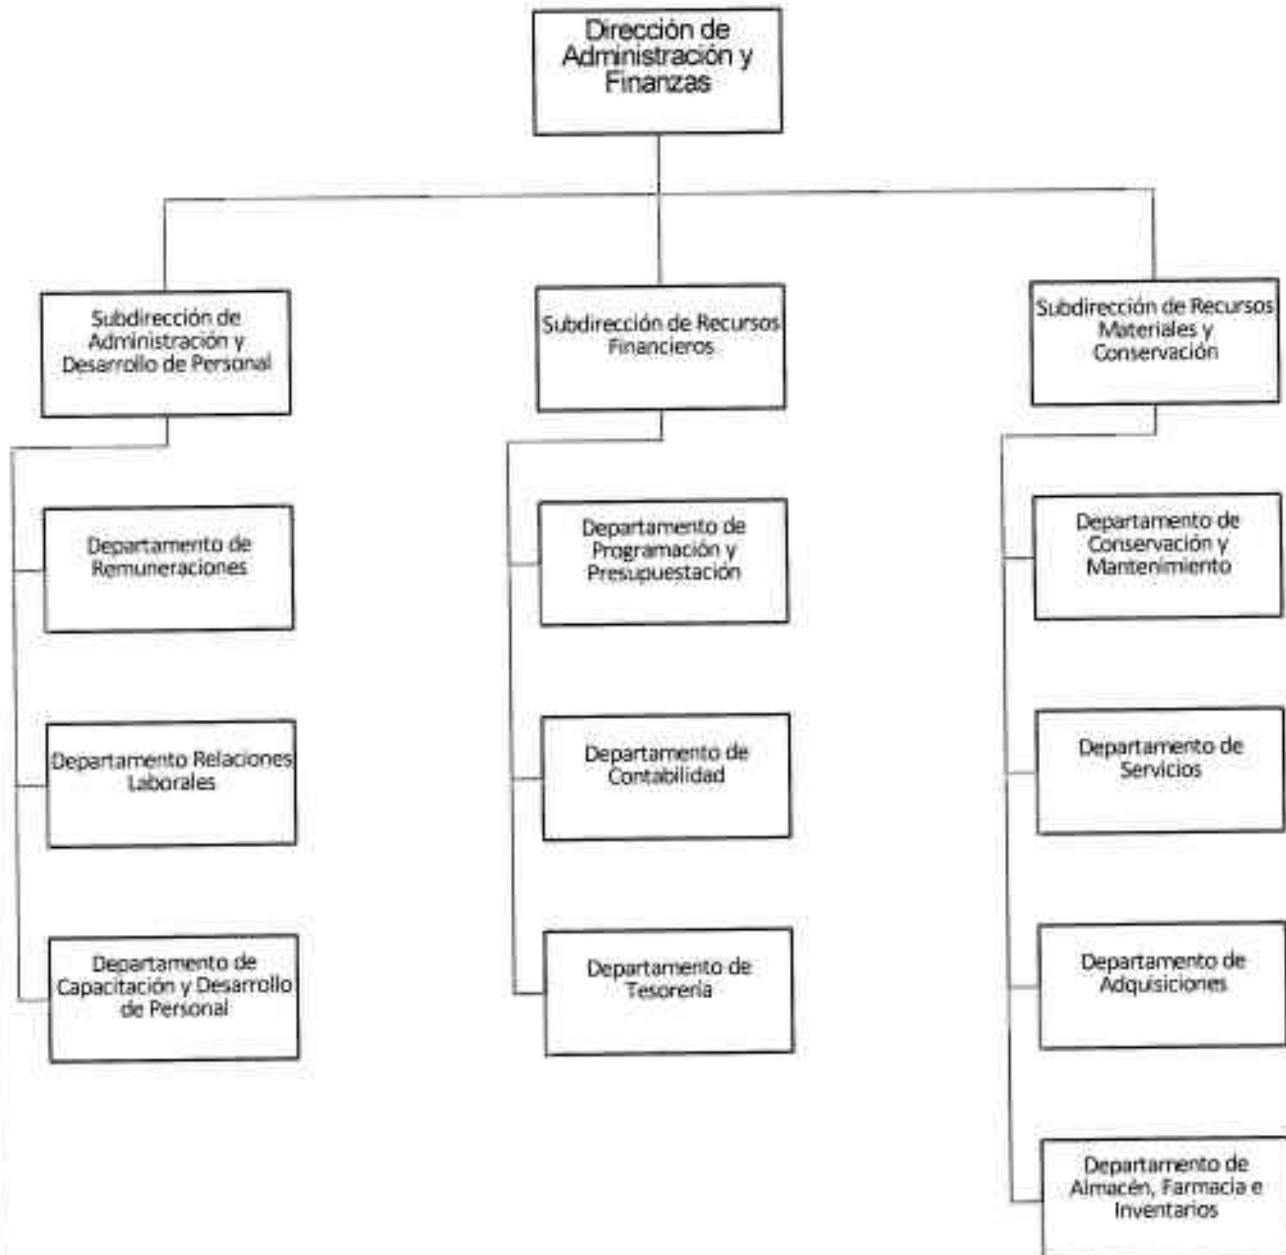 Dirección de
Administración y
Finanzas
Subdirección de
Administración y
Desarrollo de Personal
Subdirección de Recursos
Financieros
Subdirección de Recursos
Materiales y
Conservación
Departamento de
Remuneraciones
Departamento de
Programación y
Presupuestación
Departamento de
Conservación y
Mantenimiento
Departamento Relaciones
Laborales
Departamento de
Contabilidad
Departamento de
Servicios
Departamento de
Capacitación y Desarrollo
de Personal
Departamento de
Tesorería
Departamento de
Adquisiciones
Departamento de
Almacén, Farmacia e
Inventarios